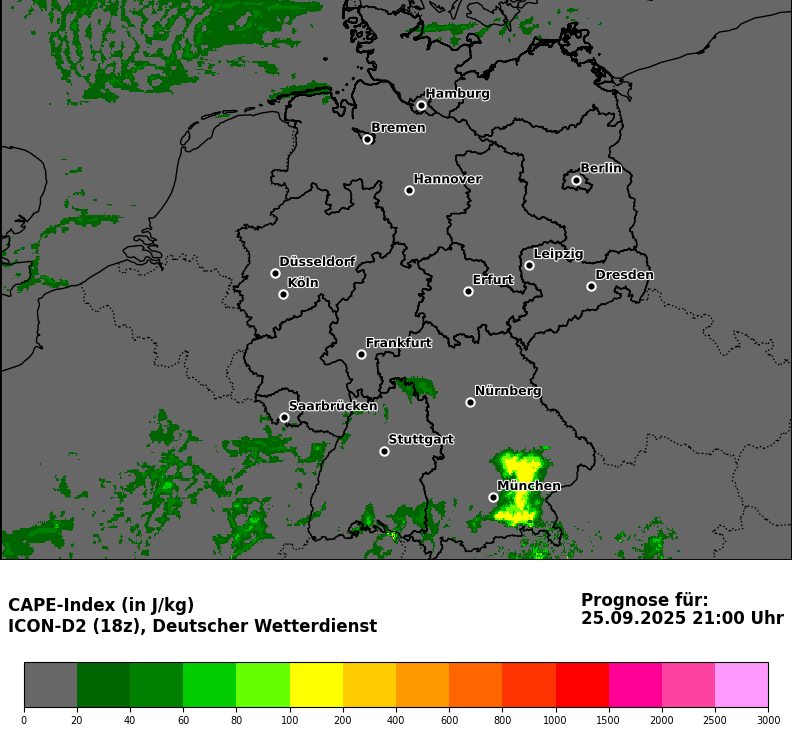 Hamburg
Bremen
Berlin
Hannover
Leipzig
Düsseldorf
Dresden
Köln
Erfurt
Frankfurt
Nürnberg
Saarbrücken
Stuttgart
München
CAPE-Index (in J/kg)
ICON-D2 (18z), Deutscher Wetterdienst
Prognose für:
25.09.2025 21:00 Uhr
0 20 40 60 80 100 200 400 600 800 1000 1500 2000 2500 3000